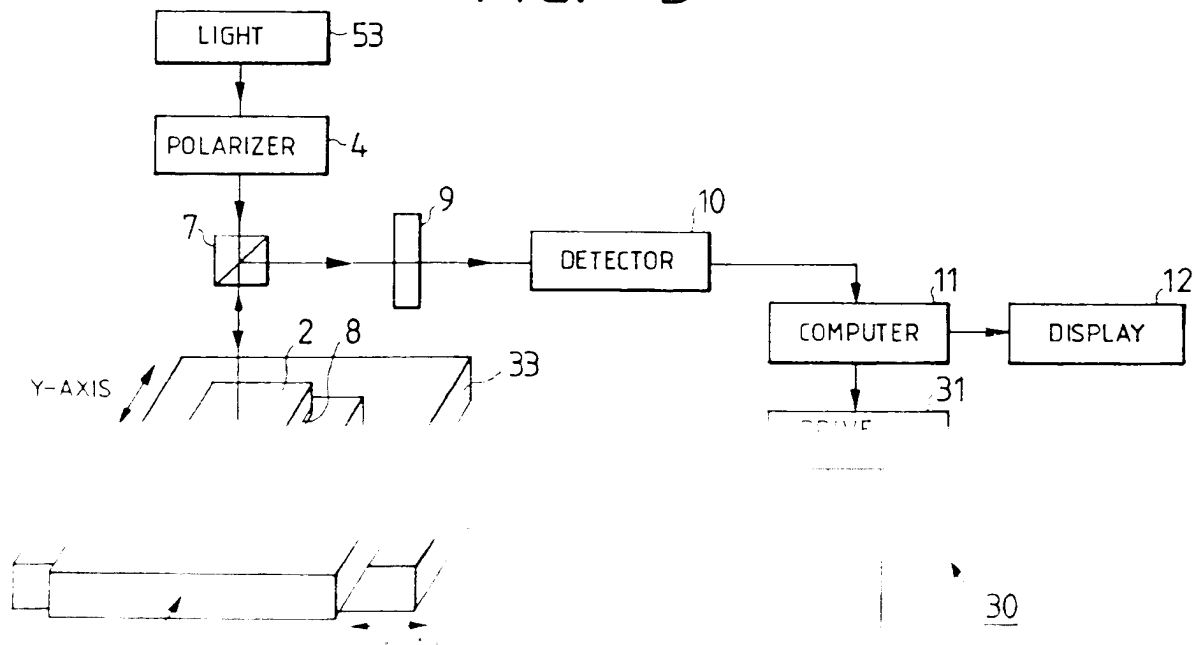 LIGHT
53
POLARIZER
4
7
9
10
DETECTOR
11
COMPUTER
12
DISPLAY
2
8
33
Y-AXIS
31
30